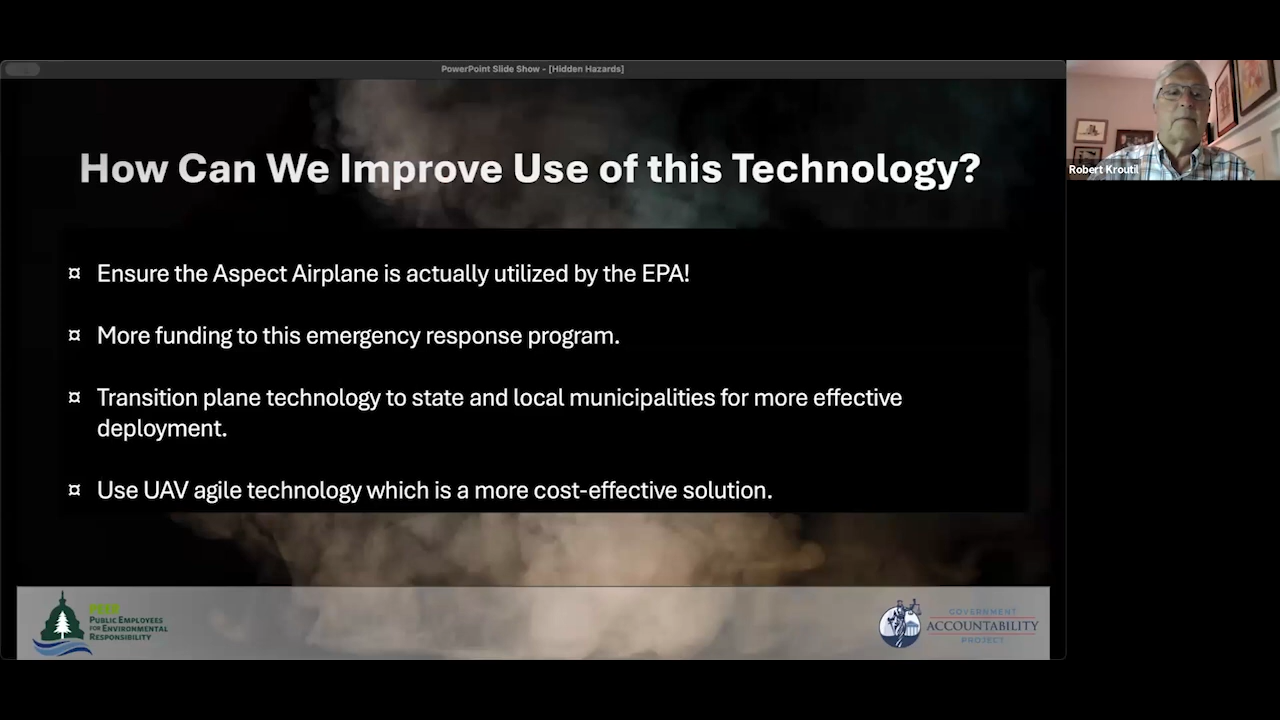 PowerPoint Slide Show - [Hidden Hazards]
How Can We Improve Use of this Technology?
¤ Ensure the Aspect Airplane is actually utilized by the EPA!
¤ More funding to this emergency response program.
¤ Transition plane technology to state and local municipalities for more effective
deployment.
¤ Use UAV agile technology which is a more cost-effective solution.
Robert Kroutil
PEER
PUBLIC EMPLOYEES
FOR ENVIRONMENTAL
RESPONSIBILITY
GOVERNMENT
ACCOUNTABILITY
PROJECT